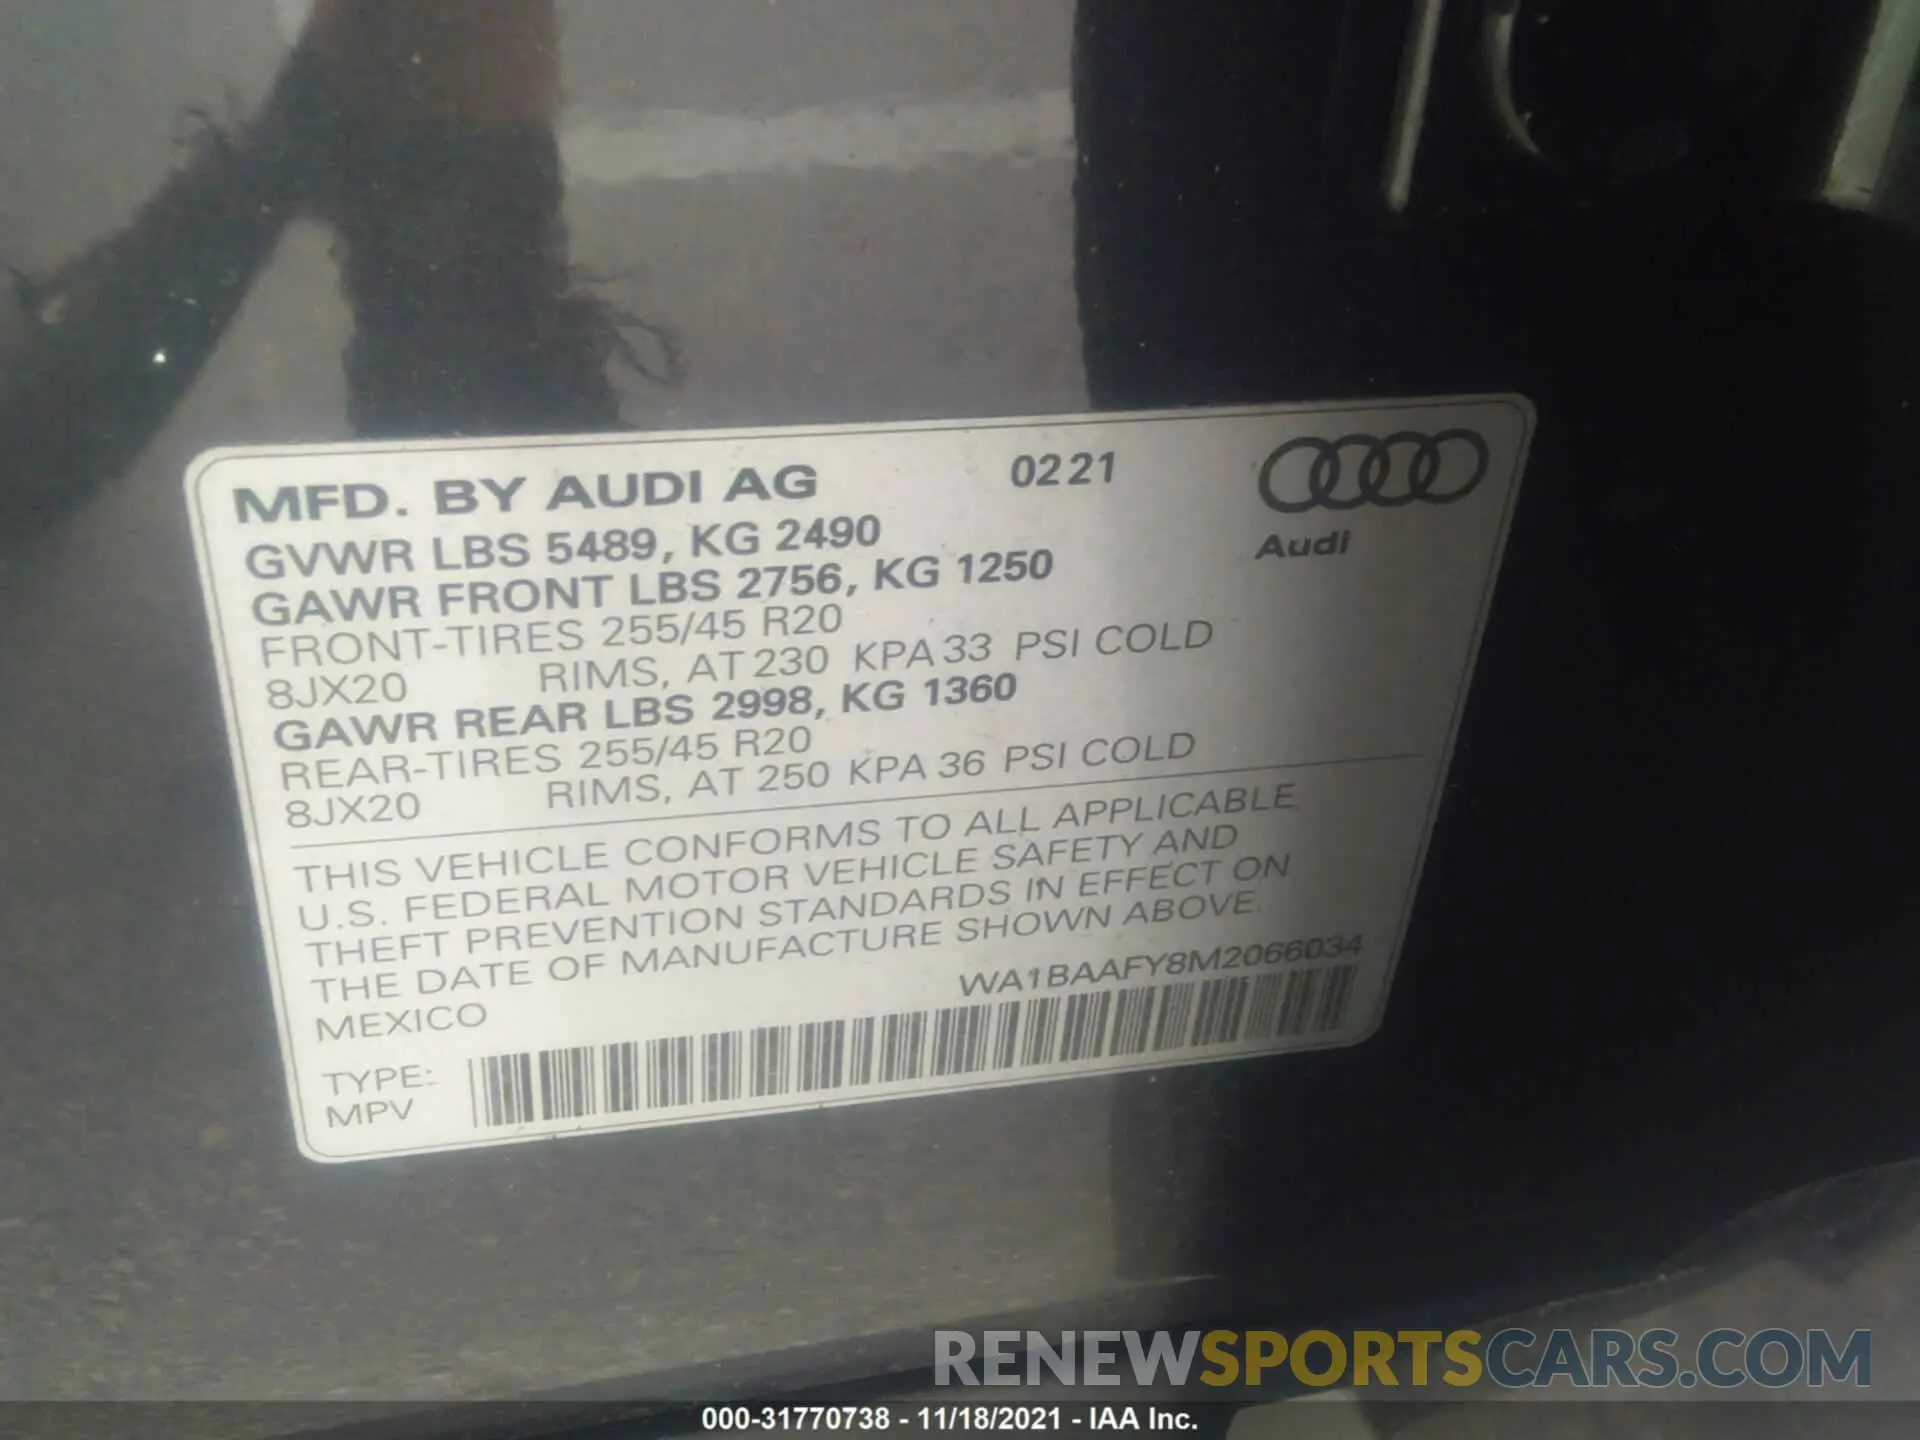 MFD. BY AUDI AG 0221
Audi
GVWR LBS 5489, KG 2490
GAWR FRONT LBS 2756, KG 1250
FRONT-TIRES 255/45 R20
8JX20 RIMS, AT 230 KPA 33 PSI COLD
GAWR REAR LBS 2998, KG 1360
REAR-TIRES 255/45 R20
8JX20 RIMS, AT 250 KPA 36 PSI COLD
THIS VEHICLE CONFORMS TO ALL APPLICABLE
U.S. FEDERAL MOTOR VEHICLE SAFETY AND
THEFT PREVENTION STANDARDS IN EFFECT ON
THE DATE OF MANUFACTURE SHOWN ABOVE.
MEXICO WA1BAAFY8M2066034
TYPE:
MPV
RENEWSPORTSCARS.COM
000-31770738 - 11/18/2021 - IAA Inc.